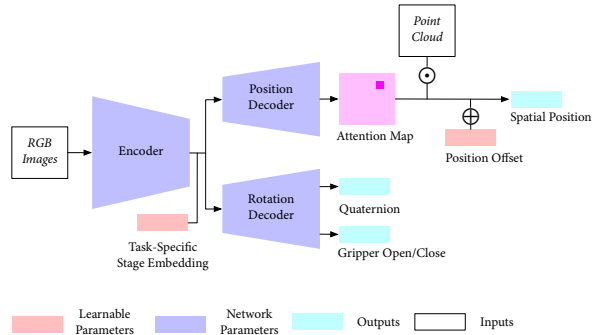 Point
Cloud
Position
Decoder
Attention Map
Spatial Position
Position Offset
RGB
Images
Encoder
Rotation
Decoder
Quaternion
Gripper Open/Close
Task-Specific
Stage Embedding
Learnable
Parameters
Network
Parameters
Outputs
Inputs